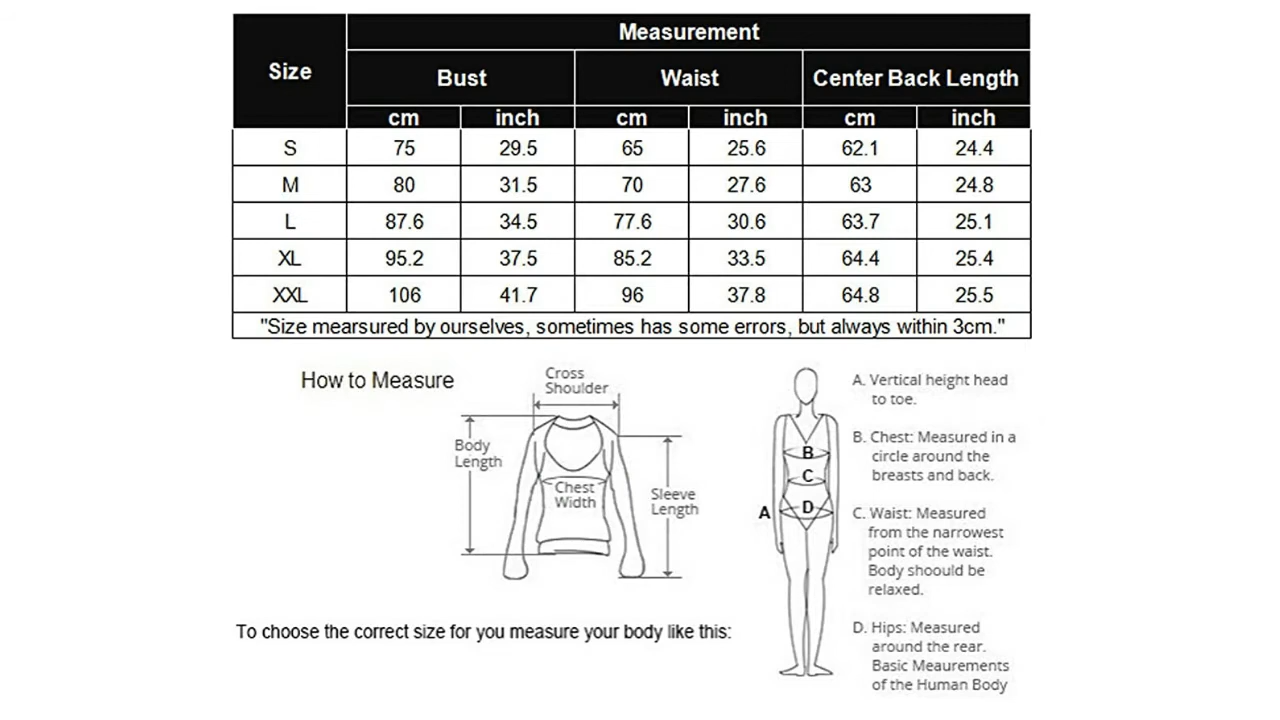 Size Measurement
Bust Waist Center Back Length
cm inch cm inch cm inch
S 75 29.5 65 25.6 62.1 24.4
M 80 31.5 70 27.6 63 24.8
L 87.6 34.5 77.6 30.6 63.7 25.1
XL 95.2 37.5 85.2 33.5 64.4 25.4
XXL 106 41.7 96 37.8 64.8 25.5
"Size mearsured by ourselves, sometimes has some errors, but always within 3cm."
How to Measure
Cross
Shoulder
Body
Length
Chest
Width
Sleeve
Length
To choose the correct size for you measure your body like this:
A
B
C
D
A. Vertical height head
to toe.
B. Chest: Measured in a
circle around the
breasts and back.
C. Waist: Measured
from the narrowest
point of the waist.
Body shoould be
relaxed.
D. Hips: Measured
around the rear.
Basic Meaurements
of the Human Body